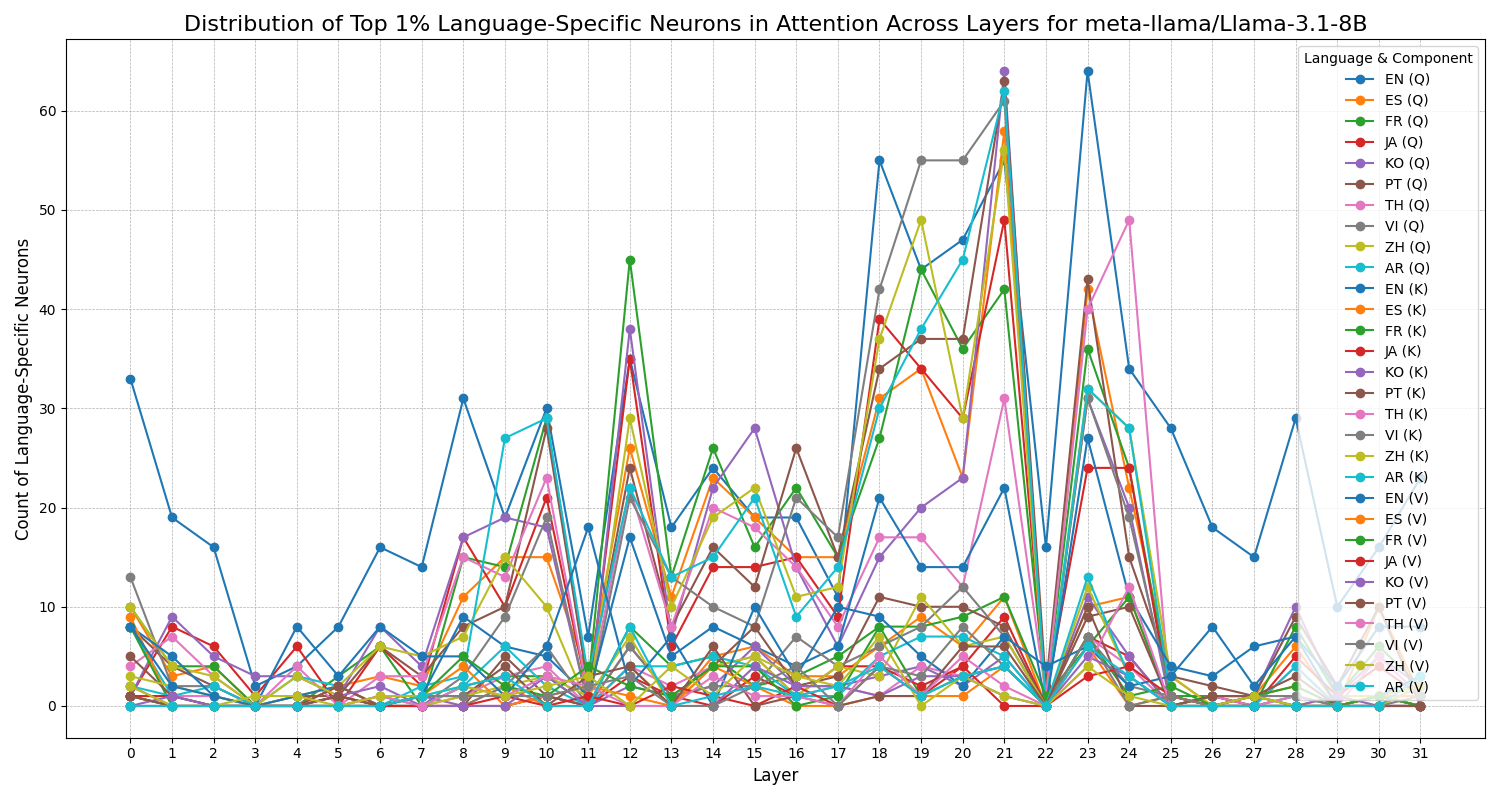 Distribution of Top 1% Language-Specific Neurons in Attention Across Layers for meta-llama/Llama-3.1-8B
Count of Language-Specific Neurons
60
50
40
30
20
10
0
0 1 2 3 4 5 6 7 8 9 10 11 12 13 14 15 16 17 18 19 20 21 22 23 24 25 26 27 28 29 30 31
Layer
Language & Component
EN (Q)
ES (Q)
FR (Q)
JA (Q)
KO (Q)
PT (Q)
TH (Q)
VI (Q)
ZH (Q)
AR (Q)
EN (K)
ES (K)
FR (K)
JA (K)
KO (K)
PT (K)
TH (K)
VI (K)
ZH (K)
AR (K)
EN (V)
ES (V)
FR (V)
JA (V)
KO (V)
PT (V)
TH (V)
VI (V)
ZH (V)
AR (V)